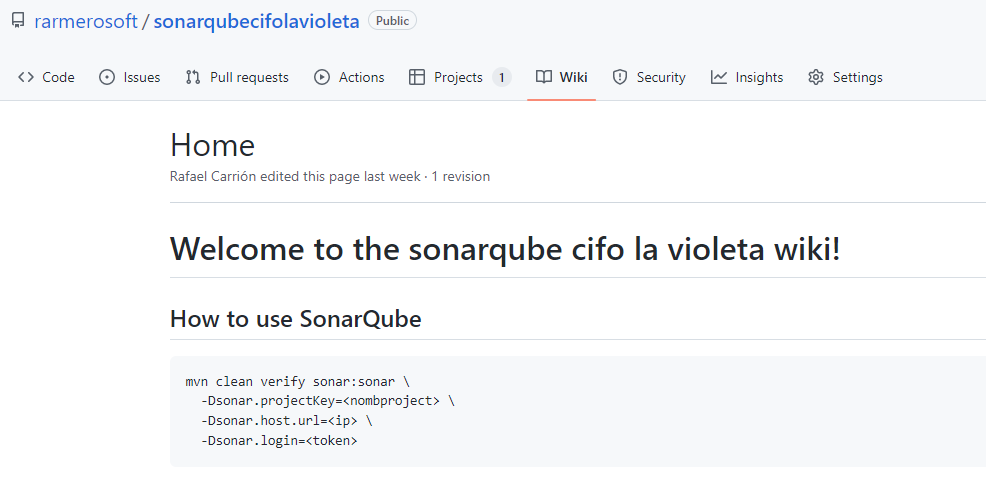 rarmerosoft / sonarqubecifolavioleta Public
Code Issues Pull requests Actions Projects 1 Wiki Security Insights Settings
Home
Rafael Carrión edited this page last week · 1 revision
Welcome to the sonarqube cifo la violeta wiki!
How to use SonarQube
mvn clean verify sonar:sonar \
  -Dsonar.projectKey=<nombproject> \
  -Dsonar.host.url=<ip> \
  -Dsonar.login=<token>